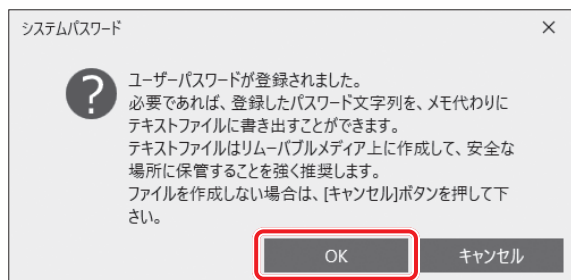 システムパスワード
ユーザーパスワードが登録されました。
必要であれば、登録したパスワード文字列を、メモ代わりに
テキストファイルに書き出すことができます。
テキストファイルはリムーバブルメディア上に作成して、安全な
場所に保管することを強く推奨します。
ファイルを作成しない場合は、[キャンセル]ボタンを押して下
さい。
OK
キャンセル